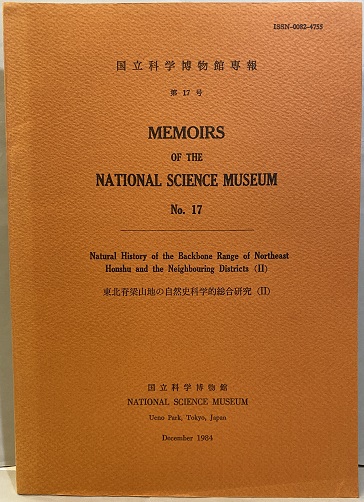 ISSN-0082-4755
国立科学博物館専報
第 17 号
MEMOIRS
OF THE
NATIONAL SCIENCE MUSEUM
No. 17
Natural History of the Backbone Range of Northeast
Honshu and the Neighbouring Districts (II)
東北脊梁山地の自然史科学的総合研究 (II)
国立科学博物館
NATIONAL SCIENCE MUSEUM
Ueno Park, Tokyo, Japan
December 1984